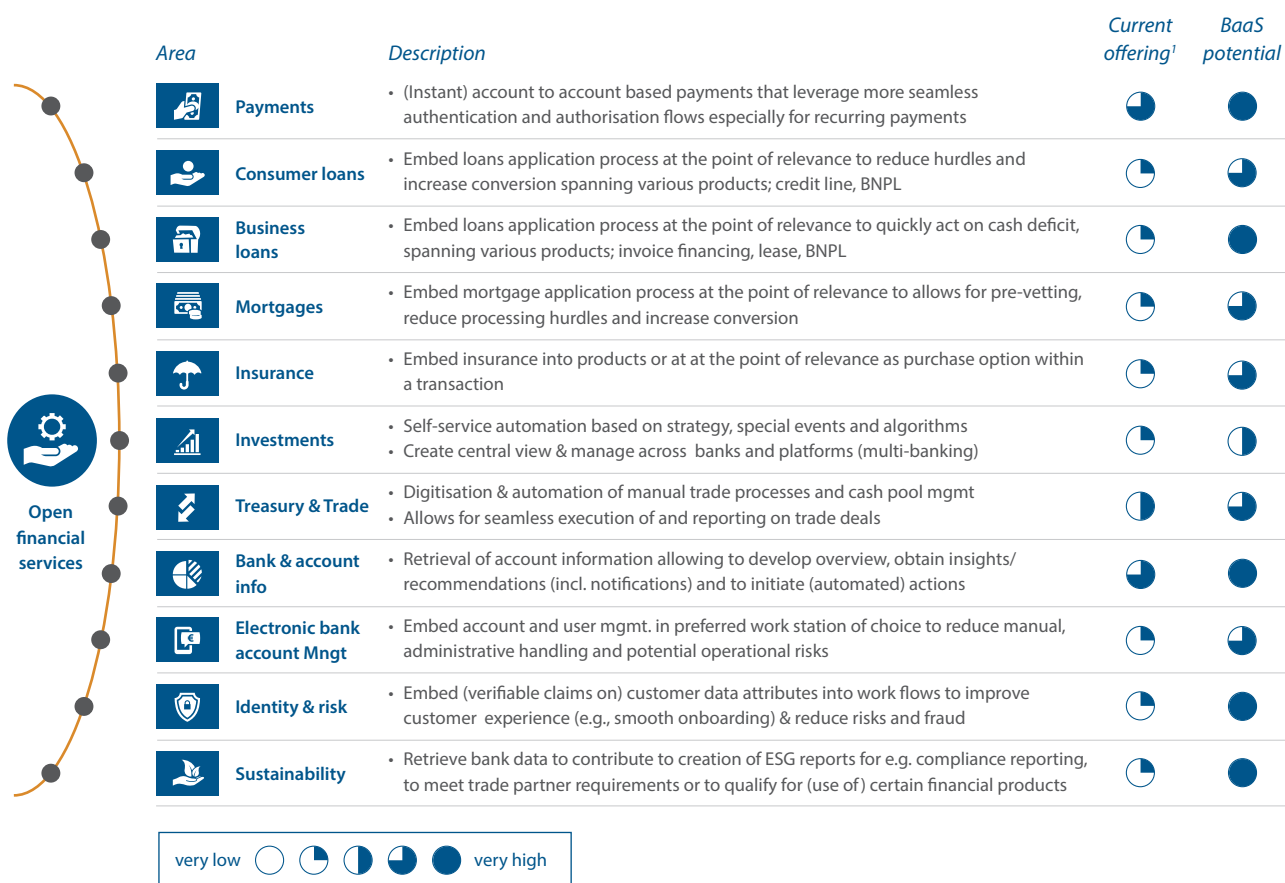 Area
Description
Current
offering¹
BaaS
potential
Payments
• (Instant) account to account based payments that leverage more seamless
authentication and authorisation flows especially for recurring payments
Consumer loans
• Embed loans application process at the point of relevance to reduce hurdles and
increase conversion spanning various products; credit line, BNPL
Business
loans
• Embed loans application process at the point of relevance to quickly act on cash deficit,
spanning various products; invoice financing, lease, BNPL
Mortgages
• Embed mortgage application process at the point of relevance to allows for pre-vetting,
reduce processing hurdles and increase conversion
Insurance
• Embed insurance into products or at at the point of relevance as purchase option within
a transaction
Investments
• Self-service automation based on strategy, special events and algorithms
• Create central view & manage across banks and platforms (multi-banking)
Treasury & Trade
• Digitisation & automation of manual trade processes and cash pool mgmt
• Allows for seamless execution of and reporting on trade deals
Bank & account
info
• Retrieval of account information allowing to develop overview, obtain insights/
recommendations (incl. notifications) and to initiate (automated) actions
Electronic bank
account Mngt
• Embed account and user mgmt. in preferred work station of choice to reduce manual,
administrative handling and potential operational risks
Identity & risk
• Embed (verifiable claims on) customer data attributes into work flows to improve
customer experience (e.g., smooth onboarding) & reduce risks and fraud
Sustainability
• Retrieve bank data to contribute to creation of ESG reports for e.g. compliance reporting,
to meet trade partner requirements or to qualify for (use of) certain financial products
Open
financial
services
very low
very high